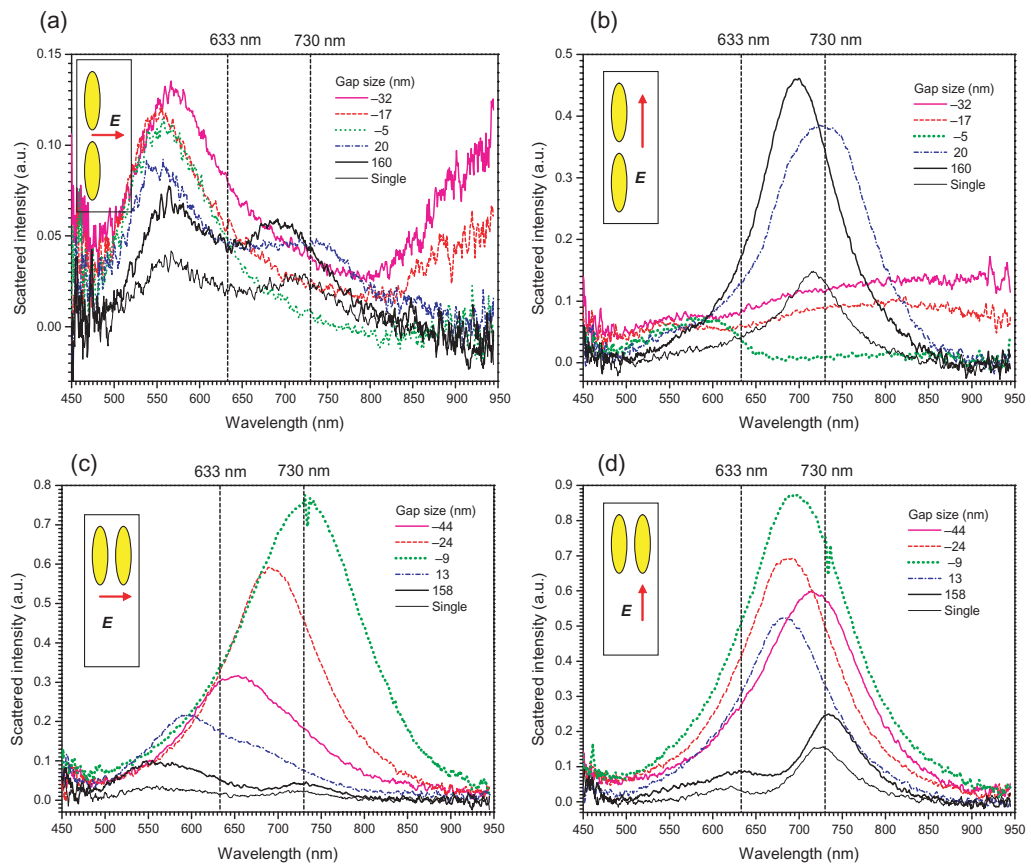 (a)
633 nm
730 nm
0.15
0.10
0.05
0.00
Scattered intensity (a.u.)
E
Gap size (nm)
–32
–17
–5
20
160
Single
450 500 550 600 650 700 750 800 850 900 950
Wavelength (nm)
(b)
633 nm
730 nm
0.5
0.4
0.3
0.2
0.1
0.0
Scattered intensity (a.u.)
E
Gap size (nm)
–32
–17
–5
20
160
Single
450 500 550 600 650 700 750 800 850 900 950
Wavelength (nm)
(c)
633 nm
730 nm
0.8
0.7
0.6
0.5
0.4
0.3
0.2
0.1
0.0
Scattered intensity (a.u.)
E
Gap size (nm)
–44
–24
–9
13
158
Single
450 500 550 600 650 700 750 800 850 900 950
Wavelength (nm)
(d)
633 nm
730 nm
0.9
0.8
0.7
0.6
0.5
0.4
0.3
0.2
0.1
0.0
Scattered intensity (a.u.)
E
Gap size (nm)
–44
–24
–9
13
158
Single
450 500 550 600 650 700 750 800 850 900 950
Wavelength (nm)